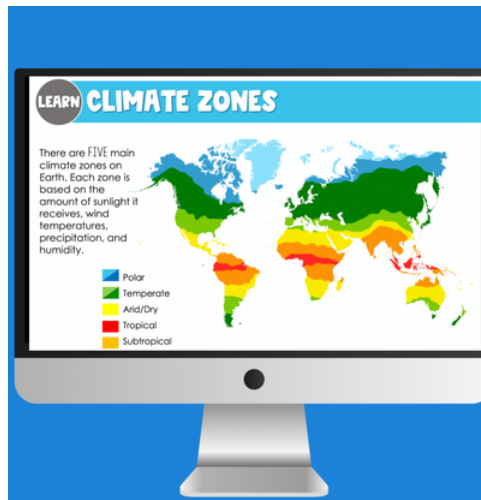 LEARN CLIMATE ZONES
There are FIVE main
climate zones on
Earth. Each zone is
based on the
amount of sunlight it
receives, wind
temperatures,
precipitation, and
humidity.
Polar
Temperate
Arid/Dry
Tropical
Subtropical